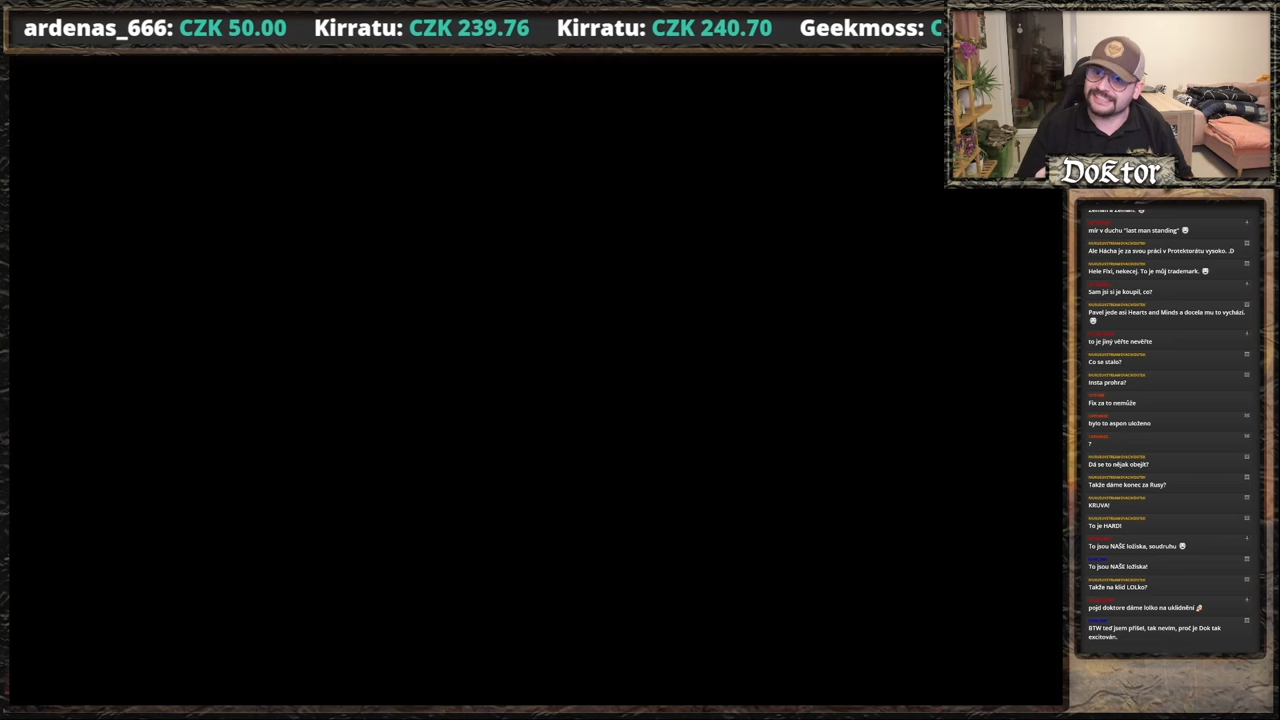 ardenas_666: CZK 50.00 Kirratu: CZK 239.76 Kirratu: CZK 240.70 Geekmoss:
Doktor
mír v duchu "last man standing"
Ale Hácha je za svou práci v Protektorátu vysoko. :D
Hele Fixi, nekecej. To je můj trademark.
Sam jsi si je koupil, co?
Pavel jede asi Hearts and Minds a docela mu to vychází.
to je jiný věřte nevěřte
Co se stalo?
Insta prohra?
Fix za to nemůže
bylo to aspon uloženo
?
Dá se to nějak obejít?
Takže dáme konec za Rusy?
KRUVA!
To je HARD!
To jsou NAŠE ložiska, soudruhu
To jsou NAŠE ložiska!
Takže na klid LOLko?
pojd doktore dáme lolko na uklidnění
BTW teď jsem přišel, tak nevím, proč je Dok tak
excitován.